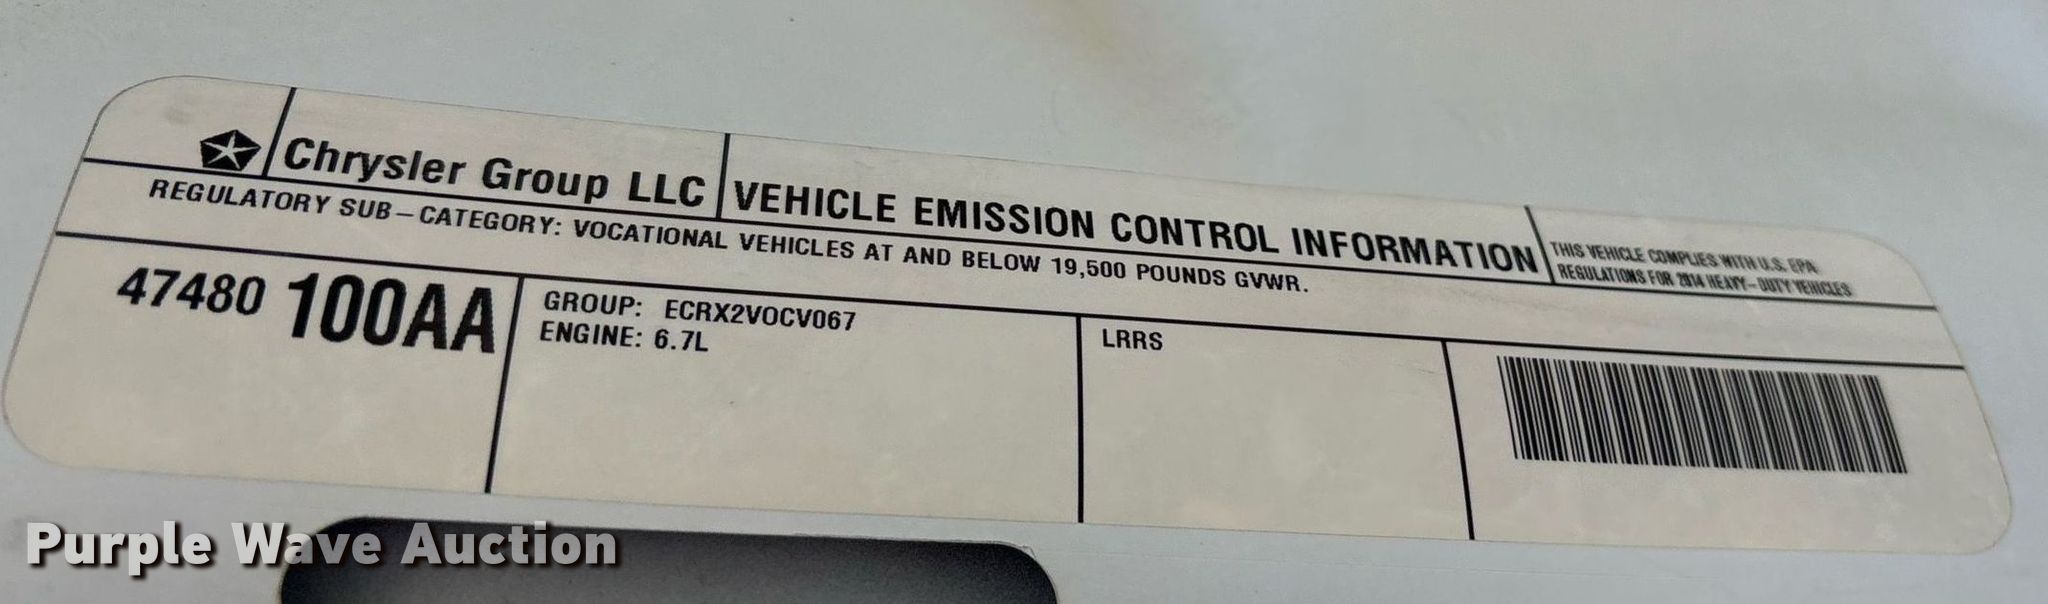 Chrysler Group LLC
VEHICLE EMISSION CONTROL INFORMATION
THIS VEHICLE COMPLIES WITH U.S. EPA
REGULATIONS FOR 2014 HEAVY-DUTY VEHICLES
REGULATORY SUB-CATEGORY: VOCATIONAL VEHICLES AT AND BELOW 19,500 POUNDS GVWR.
47480 100AA
GROUP: ECRX2VOCV067
ENGINE: 6.7L
LRRS
Purple Wave Auction